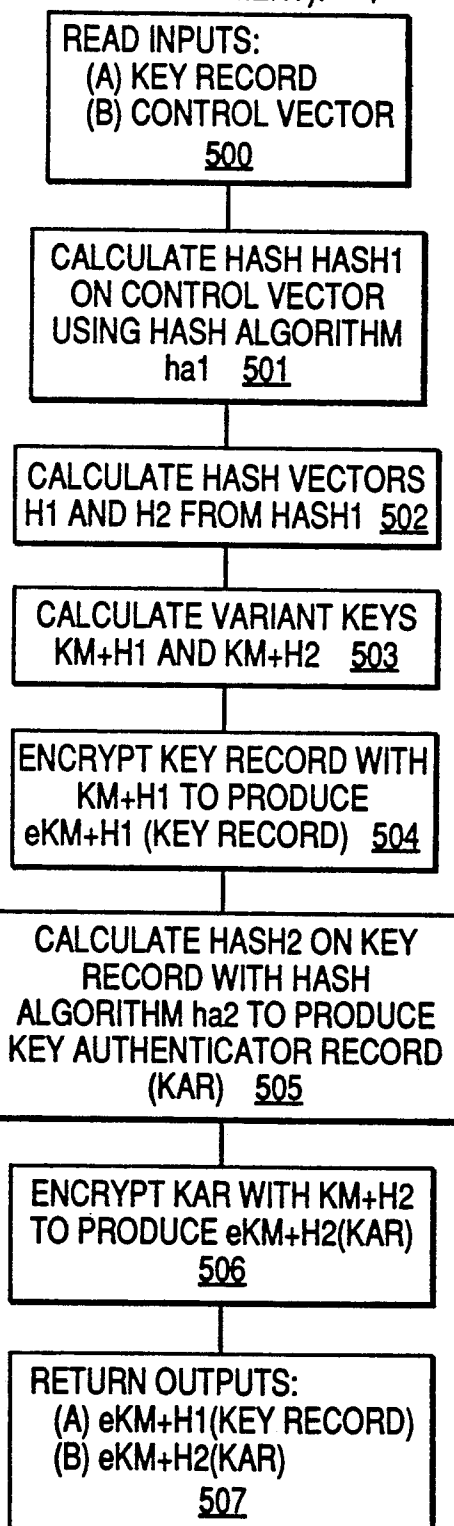 READ INPUTS:
(A) KEY RECORD
(B) CONTROL VECTOR
500
CALCULATE HASH HASH1
ON CONTROL VECTOR
USING HASH ALGORITHM
ha1 501
CALCULATE HASH VECTORS
H1 AND H2 FROM HASH1 502
CALCULATE VARIANT KEYS
KM+H1 AND KM+H2 503
ENCRYPT KEY RECORD WITH
KM+H1 TO PRODUCE
eKM+H1 (KEY RECORD) 504
CALCULATE HASH2 ON KEY
RECORD WITH HASH
ALGORITHM ha2 TO PRODUCE
KEY AUTHENTICATOR RECORD
(KAR) 505
ENCRYPT KAR WITH KM+H2
TO PRODUCE eKM+H2(KAR)
506
RETURN OUTPUTS:
(A) eKM+H1(KEY RECORD)
(B) eKM+H2(KAR)
507